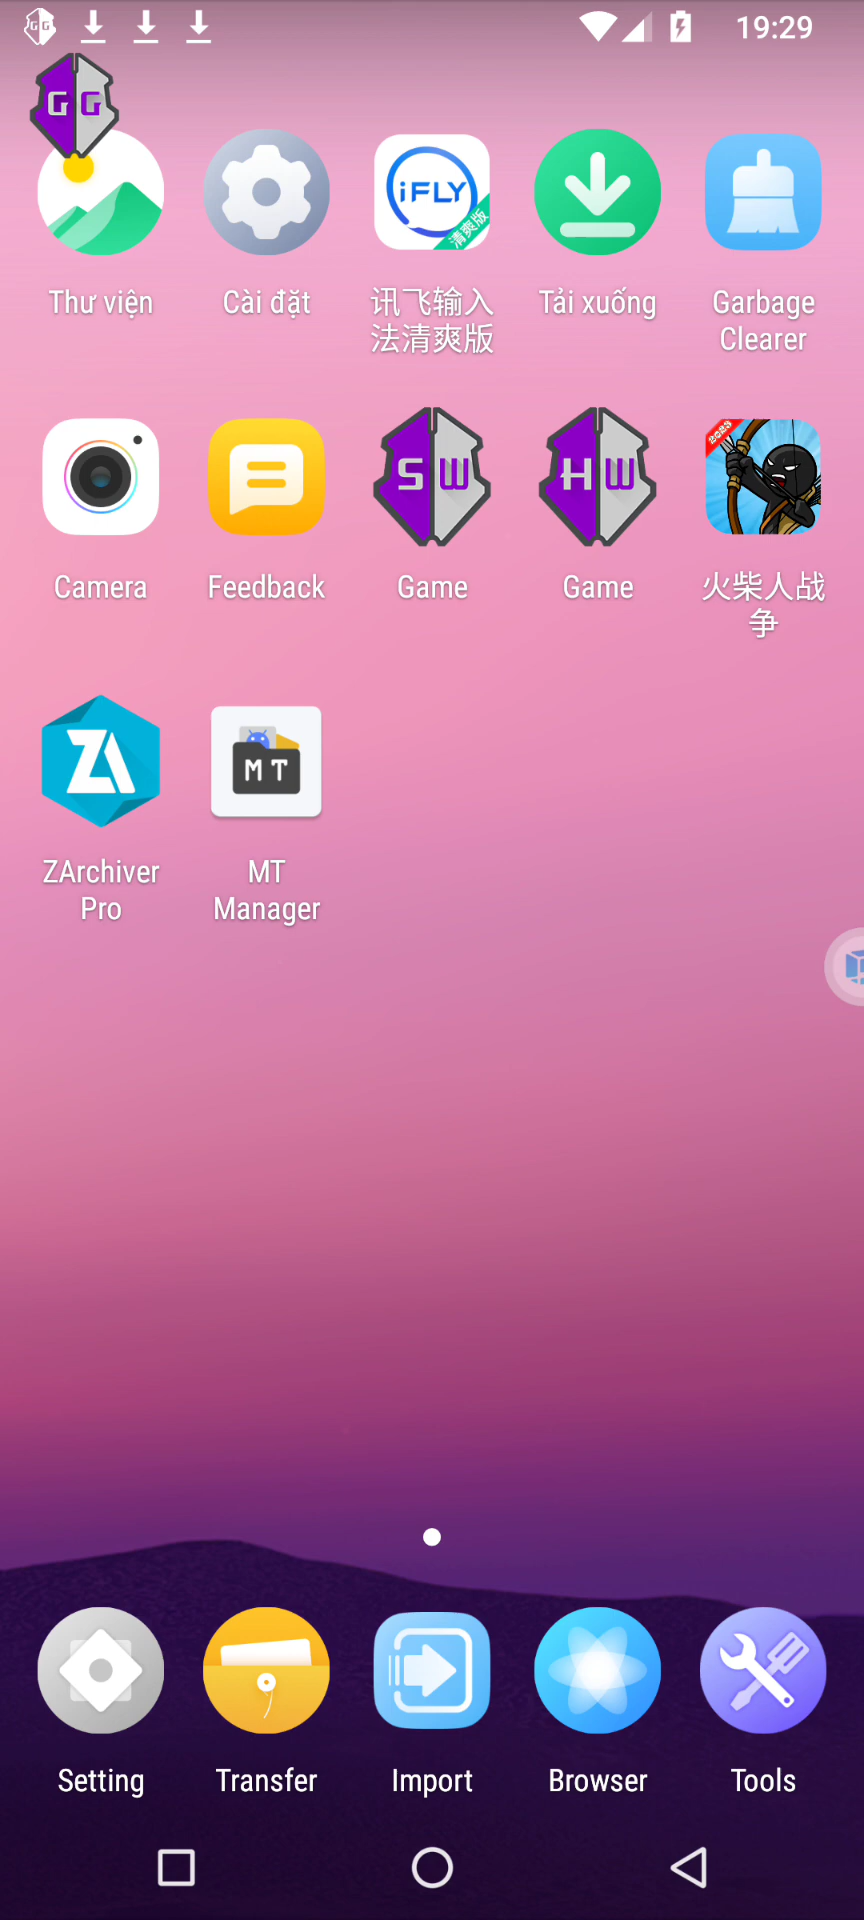 19:29
GG
iFLY
清爽版
Thư viện
Cài đặt
讯飞输入
法清爽版
Tải xuống
Garbage
Clearer
SW
HW
2023
Camera
Feedback
Game
Game
火柴人战
争
ZA
MT
ZArchiver
Pro
MT
Manager
Setting
Transfer
Import
Browser
Tools